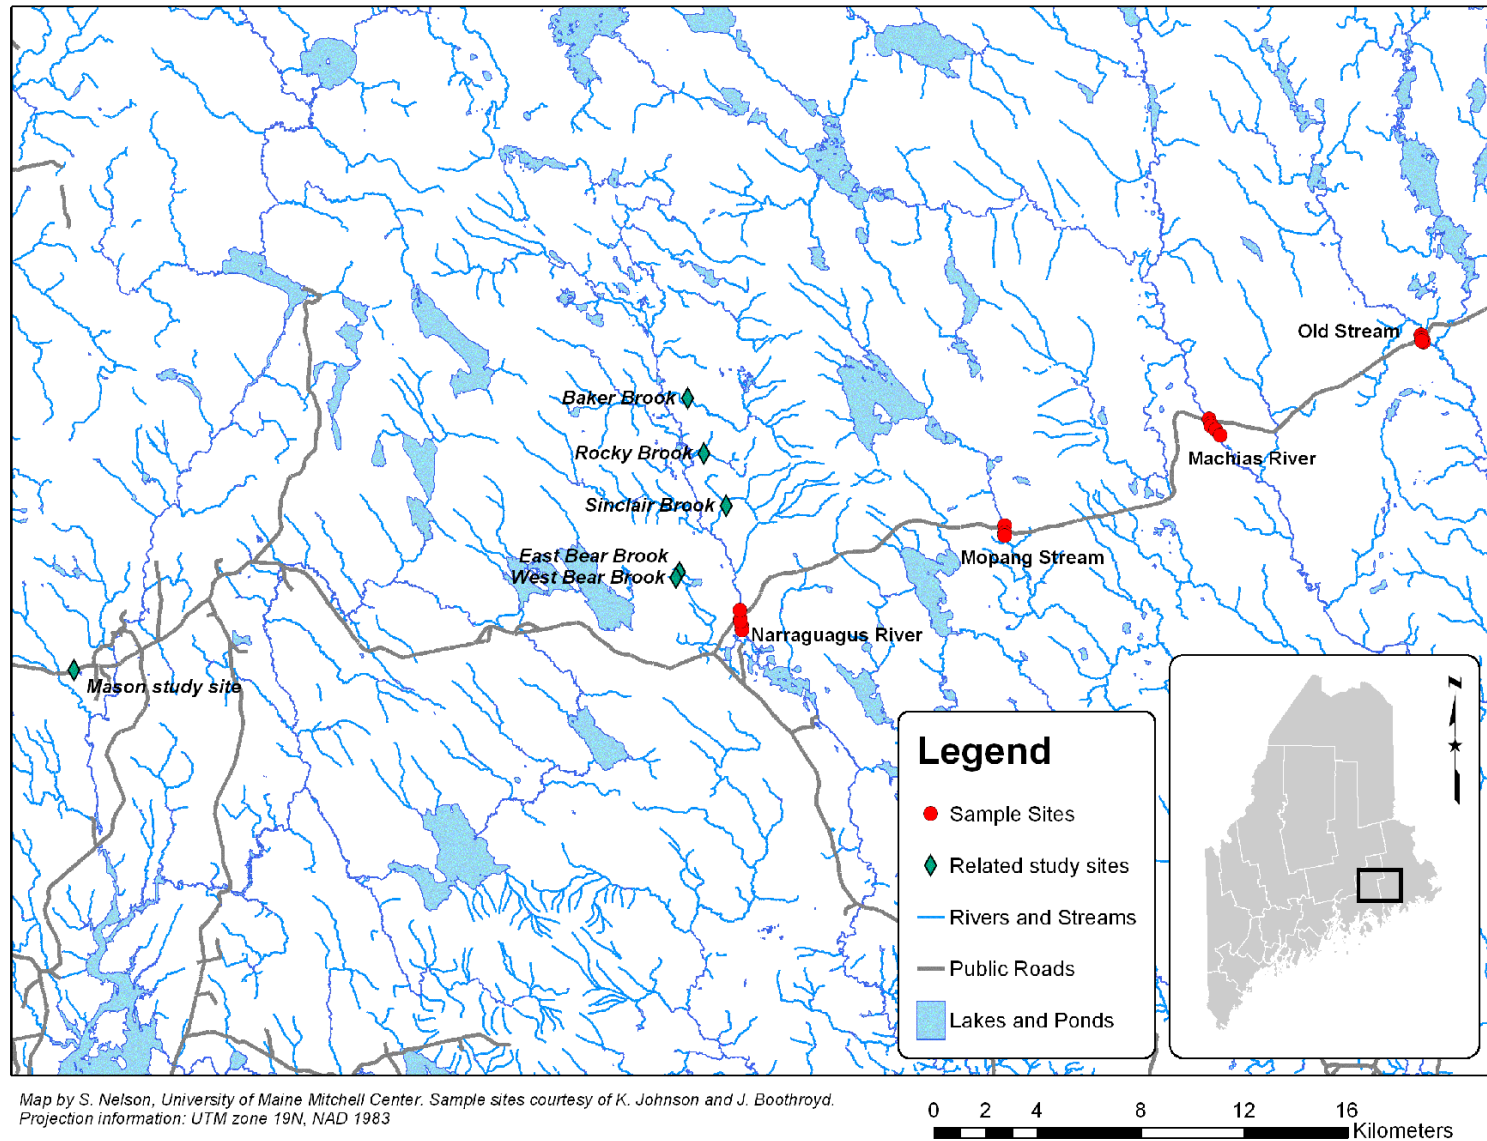 Old Stream
Baker Brook
Machias River
Rocky Brook
Sinclair Brook
East Bear Brook
Mopang Stream
West Bear Brook
Narraguagus River
Mason study site
Legend
Sample Sites
Related study sites
Rivers and Streams
Public Roads
Lakes and Ponds
N
Map by S. Nelson, University of Maine Mitchell Center. Sample sites courtesy of K. Johnson and J. Boothroyd.
Projection information: UTM zone 19N, NAD 1983
0 2 4 8 12 16
Kilometers